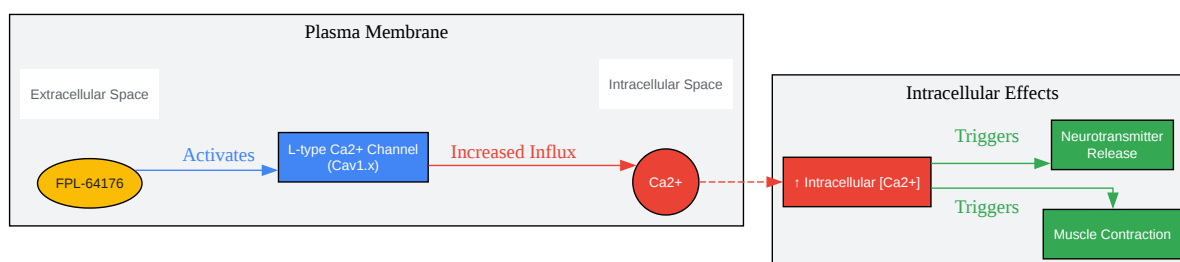 Plasma Membrane
Extracellular Space
Intracellular Space
FPL-64176
Activates
L-type Ca2+ Channel
(Cav1.x)
Increased Influx
Ca2+
Intracellular Effects
↑ Intracellular [Ca2+]
Triggers
Neurotransmitter
Release
Triggers
Muscle Contraction